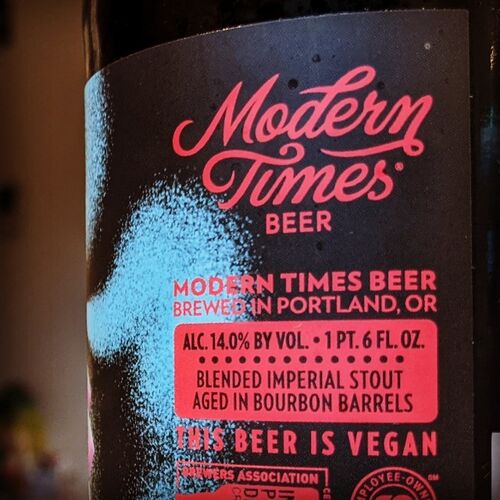 Modern
Times®
BEER
MODERN TIMES BEER
BREWED IN PORTLAND, OR
ALC. 14.0% BY VOL. • 1 PT. 6 FL. OZ.
BLENDED IMPERIAL STOUT
AGED IN BOURBON BARRELS
THIS BEER IS VEGAN
BREWERS ASSOCIATION